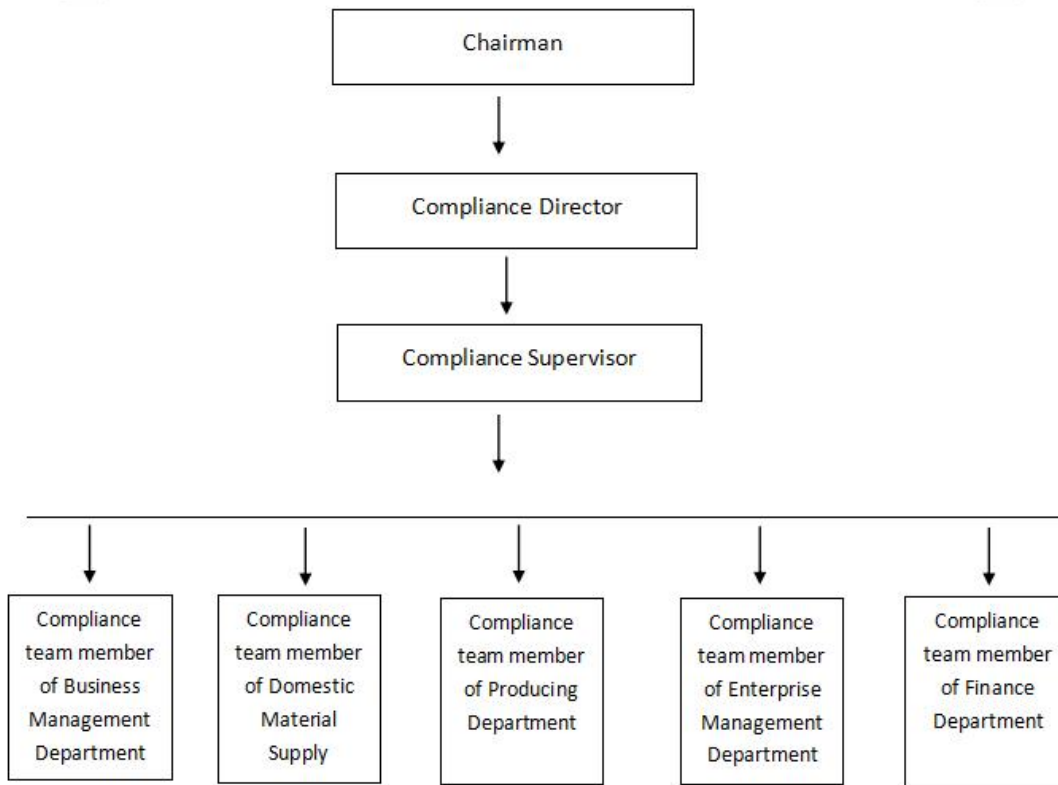 Chairman
Compliance Director
Compliance Supervisor
Compliance
team member
of Business
Management
Department
Compliance
team member
of Domestic
Material
Supply
Compliance
team member
of Producing
Department
Compliance
team member
of Enterprise
Management
Department
Compliance
team member
of Finance
Department